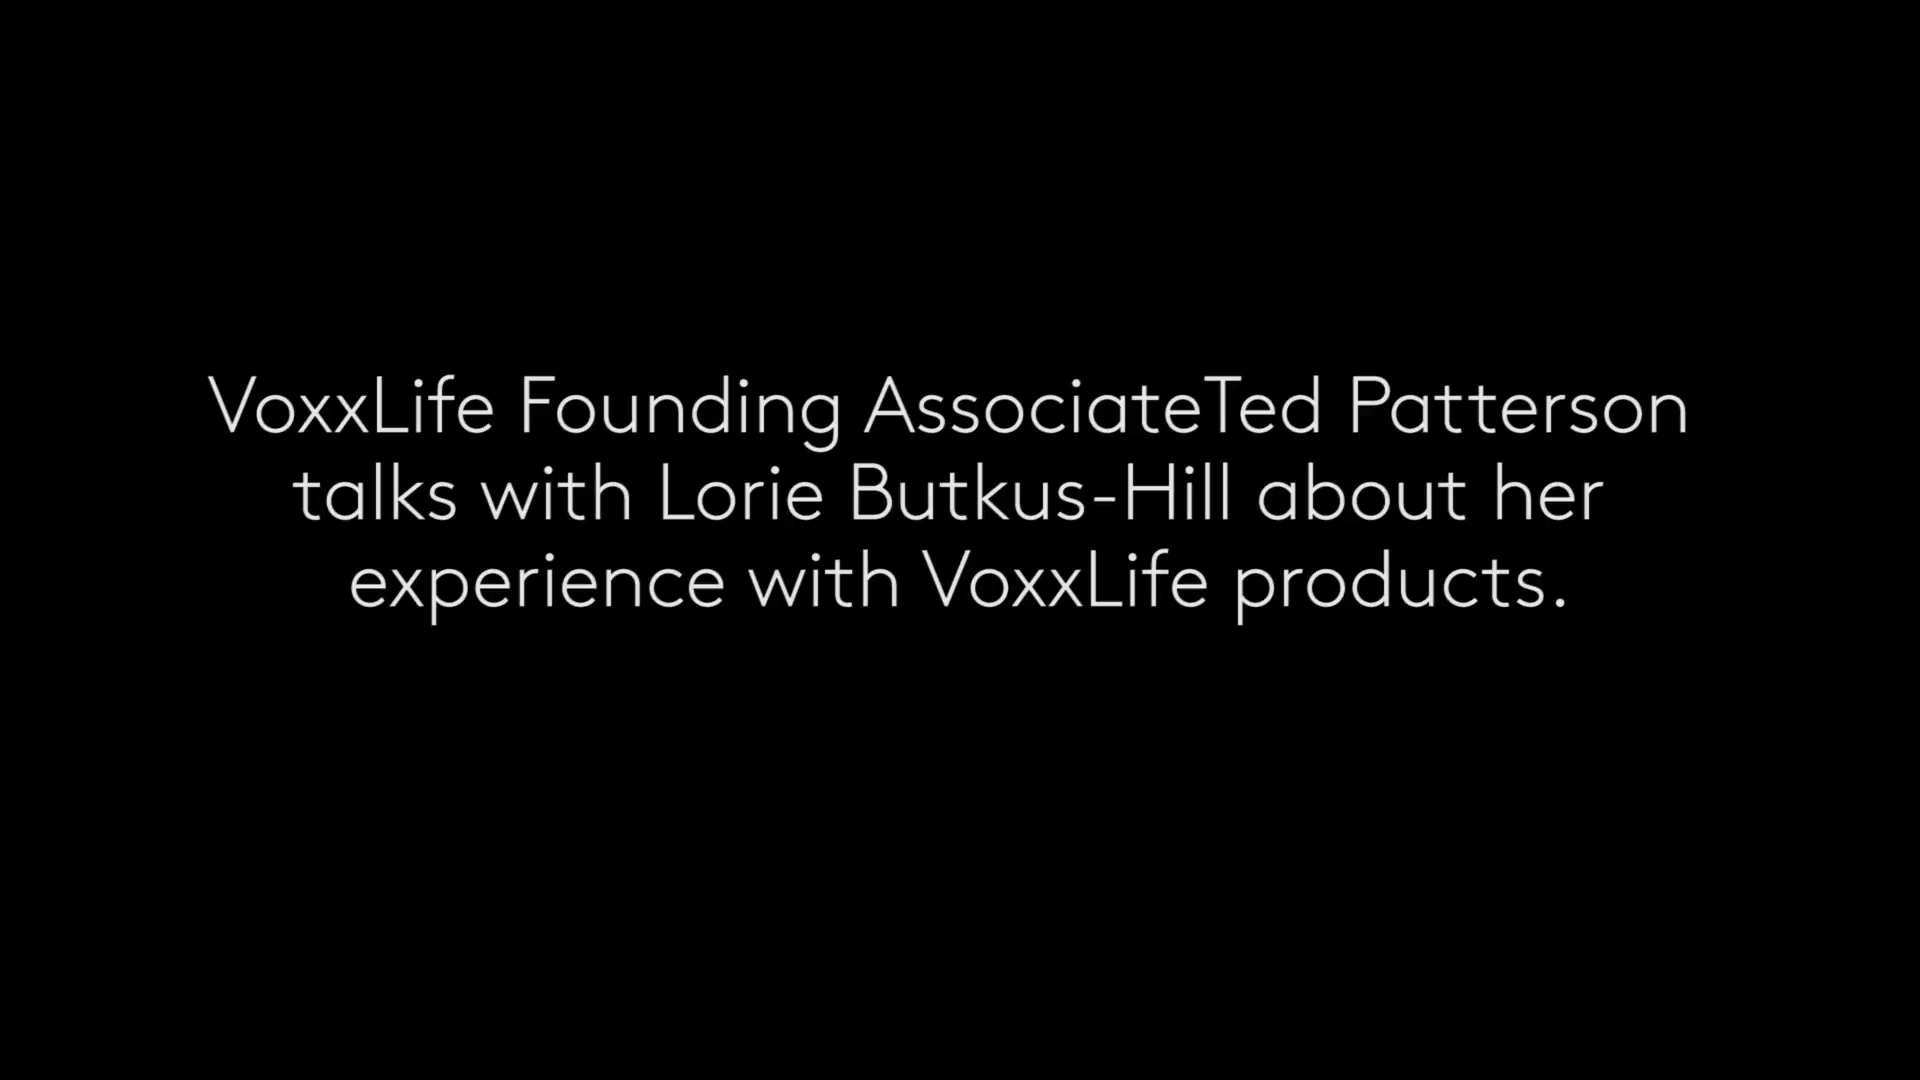 VoxxLife Founding AssociateTed Patterson
talks with Lorie Butkus-Hill about her
experience with VoxxLife products.